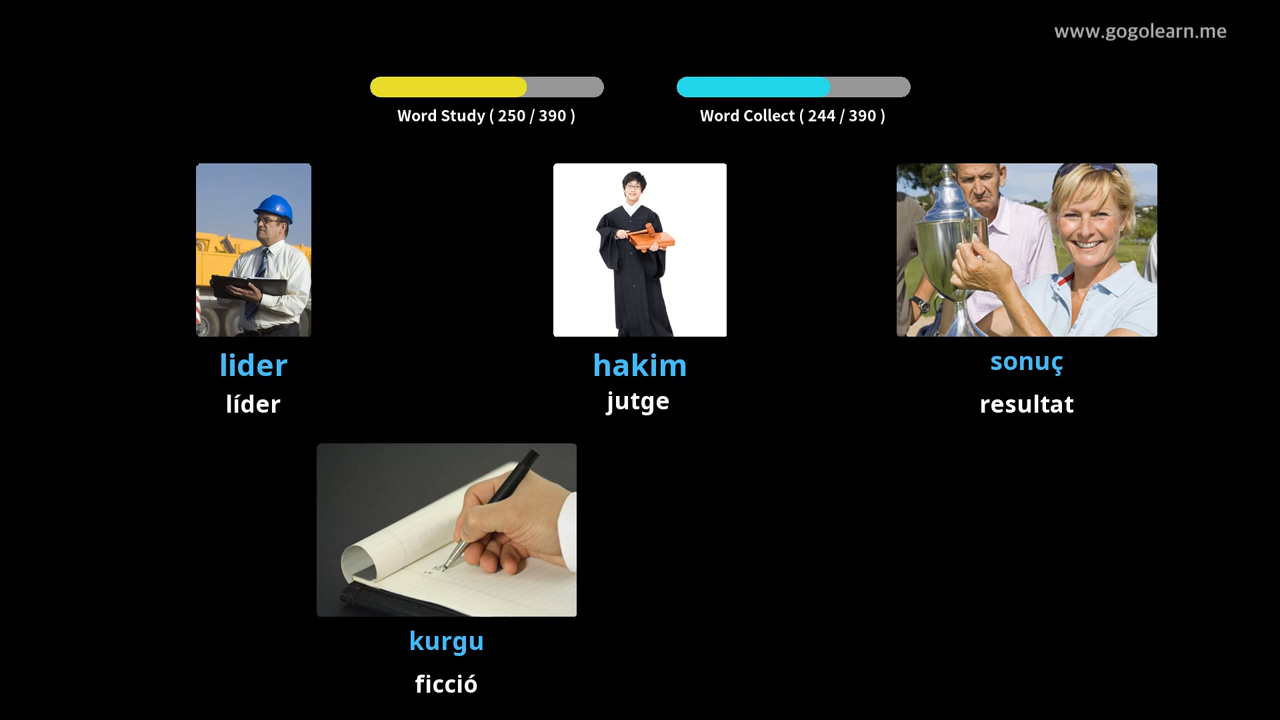 www.gogolearn.me
Word Study ( 250 / 390 )
Word Collect ( 244 / 390 )
lider
líder
hakim
jutge
sonuç
resultat
kurgu
ficció